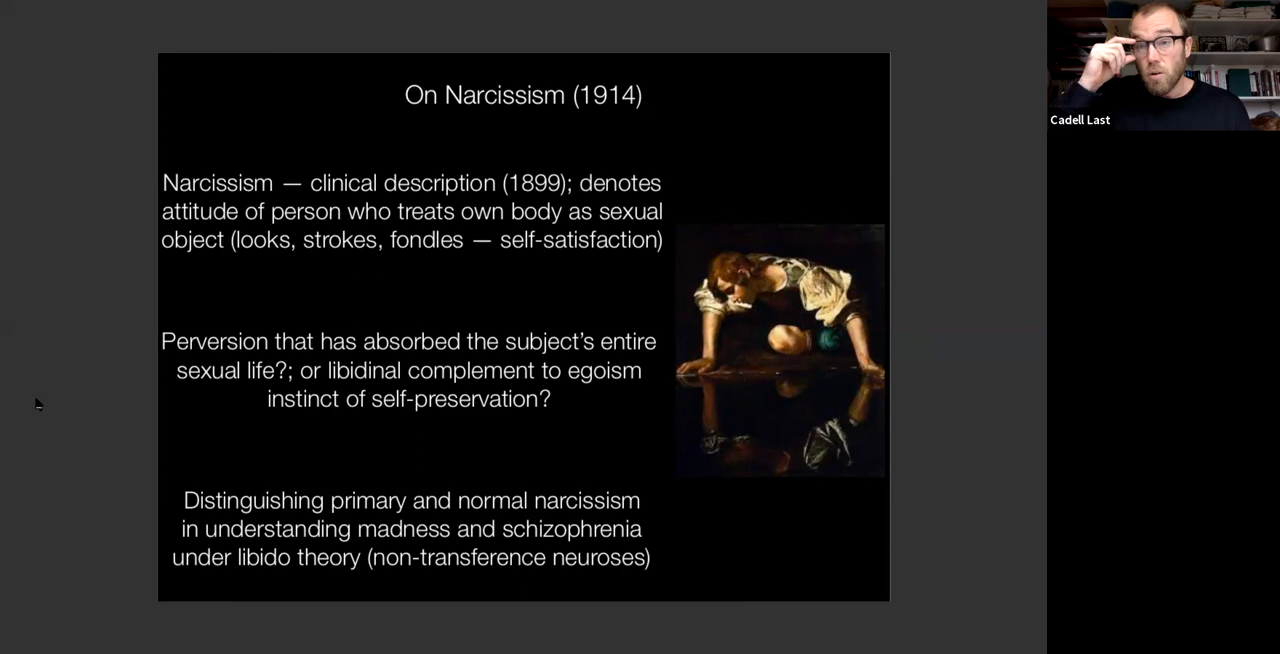 On Narcissism (1914)
Narcissism — clinical description (1899); denotes
attitude of person who treats own body as sexual
object (looks, strokes, fondles — self-satisfaction)
Perversion that has absorbed the subject’s entire
sexual life?; or libidinal complement to egoism
instinct of self-preservation?
Distinguishing primary and normal narcissism
in understanding madness and schizophrenia
under libido theory (non-transference neuroses)
Cadell Last